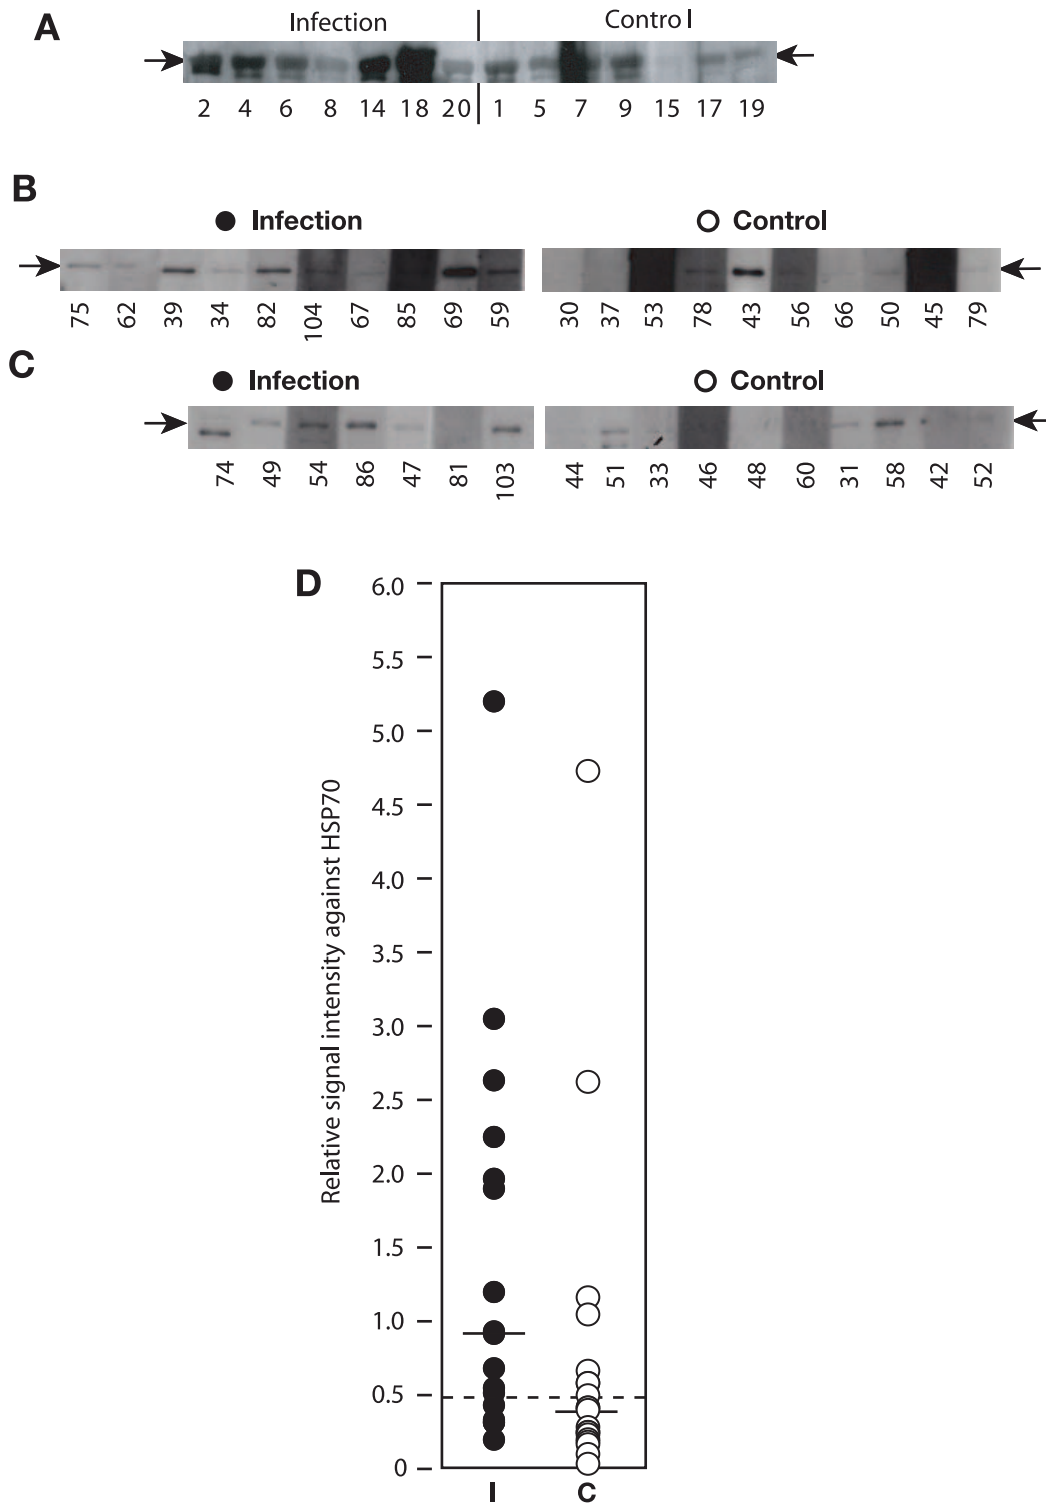 A
Infection
Contro l
2 4 6 8 14 18 20 1 5 7 9 15 17 19
B
Infection
Control
75 62 39 34 82 104 67 85 69 59 30 37 53 78 43 56 66 50 45 79
C
Infection
Control
74 49 54 86 47 81 103 44 51 33 46 48 60 31 58 42 52
D
Relative signal intensity against HSP70
6.0
5.5
5.0
4.5
4.0
3.5
3.0
2.5
2.0
1.5
1.0
0.5
0
I C